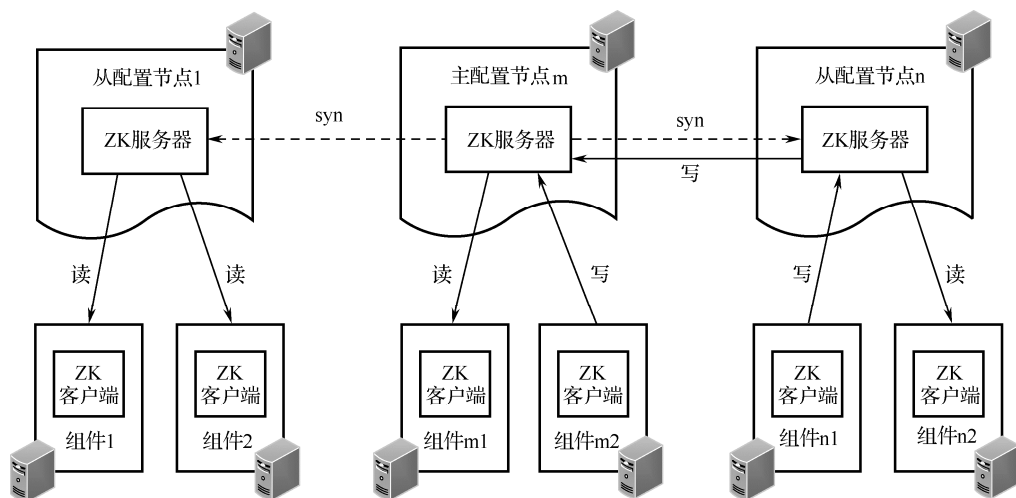 从配置节点1
主配置节点m
从配置节点n
ZK服务器
syn
ZK服务器
syn
写
ZK服务器
读
读
读
写
写
读
ZK
客户端
组件1
ZK
客户端
组件2
ZK
客户端
组件m1
ZK
客户端
组件m2
ZK
客户端
组件n1
ZK
客户端
组件n2